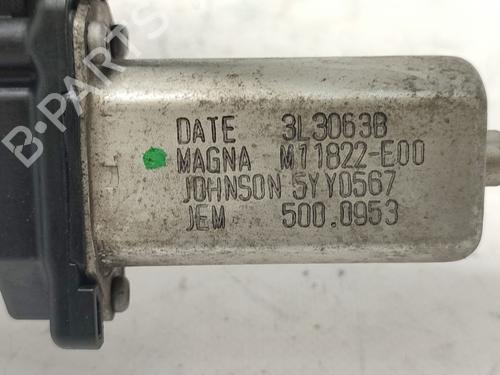 B-PARTS
DATE 3L3063B
MAGNA M11822-E00
JOHNSON 5YY0567
JEM 500.0953